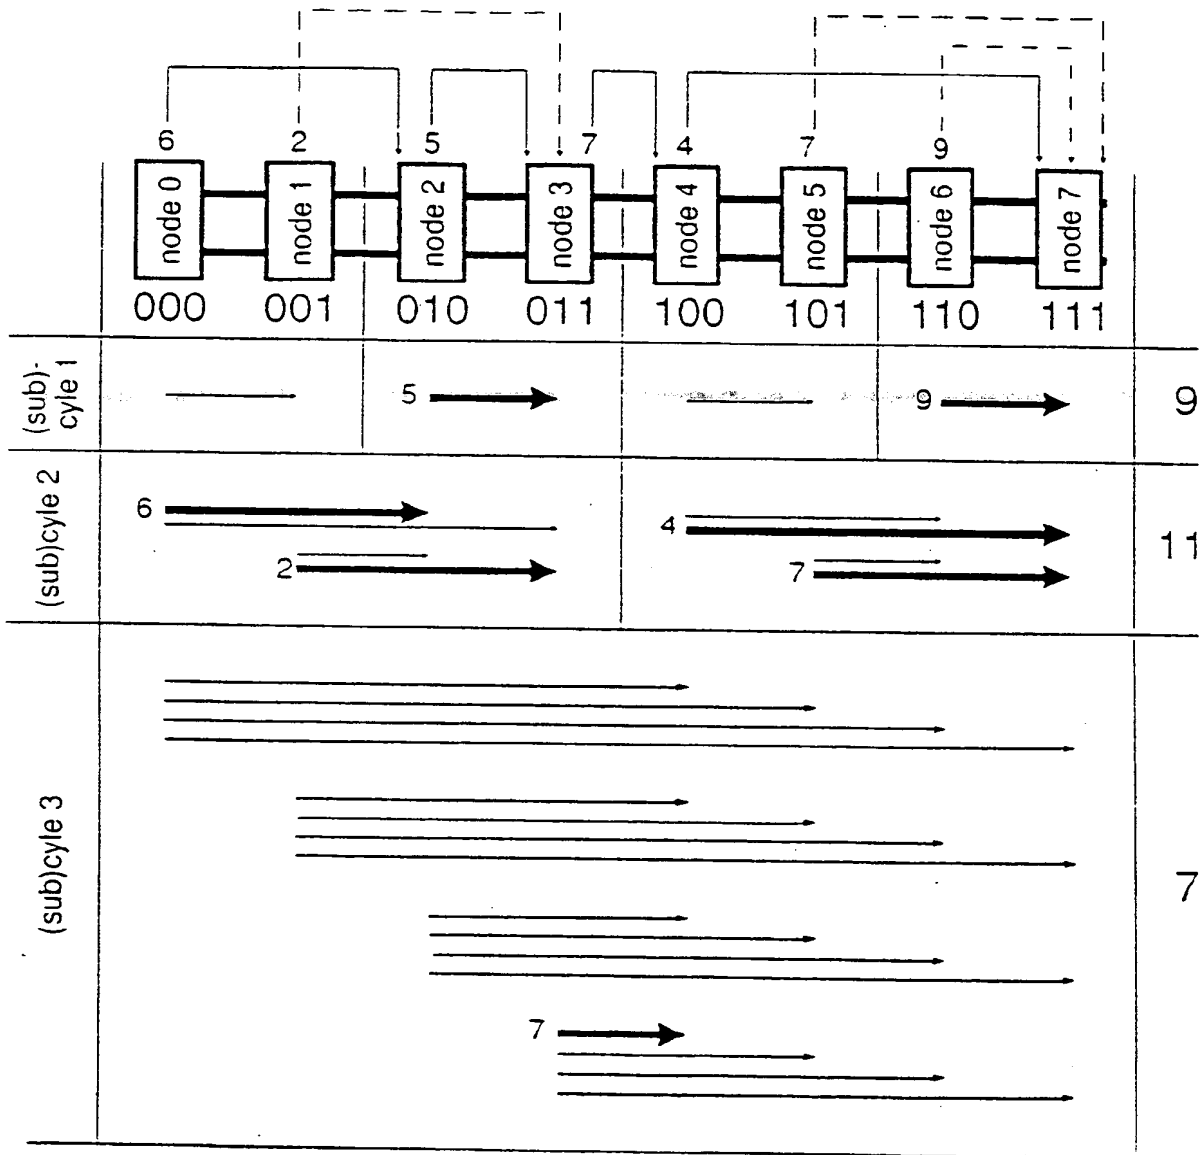 6 2 5 7 4 7 9
node 0 node 1 node 2 node 3 node 4 node 5 node 6 node 7
000 001 010 011 100 101 110 111
(sub)-
cyle 1
5 9 9
(sub)cyle 2
6 4 11
2 7
(sub)cyle 3
7
7